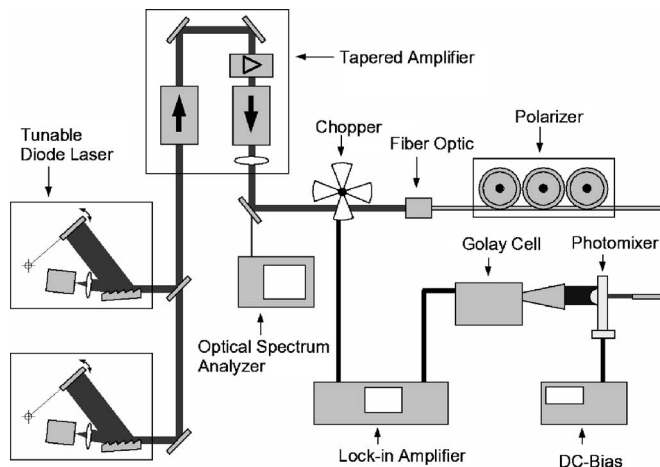 Tapered Amplifier
Tunable
Diode Laser
Chopper
Fiber Optic
Polarizer
Golay Cell
Photomixer
Optical Spectrum
Analyzer
Lock-in Amplifier
DC-Bias